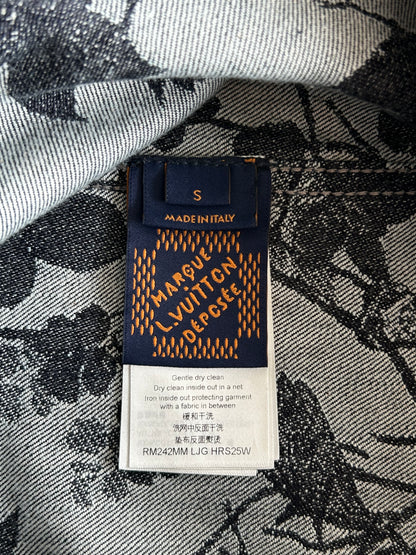 S
MADE IN ITALY
MARQUE
L.VUITTON
DÉPOSÉE
Gentle dry clean
Dry clean inside out in a net
Iron inside out protecting garment
with a fabric in between
缓和干洗
洗网中反面干洗
垫布反面熨烫
RM242MM LJG HRS25W